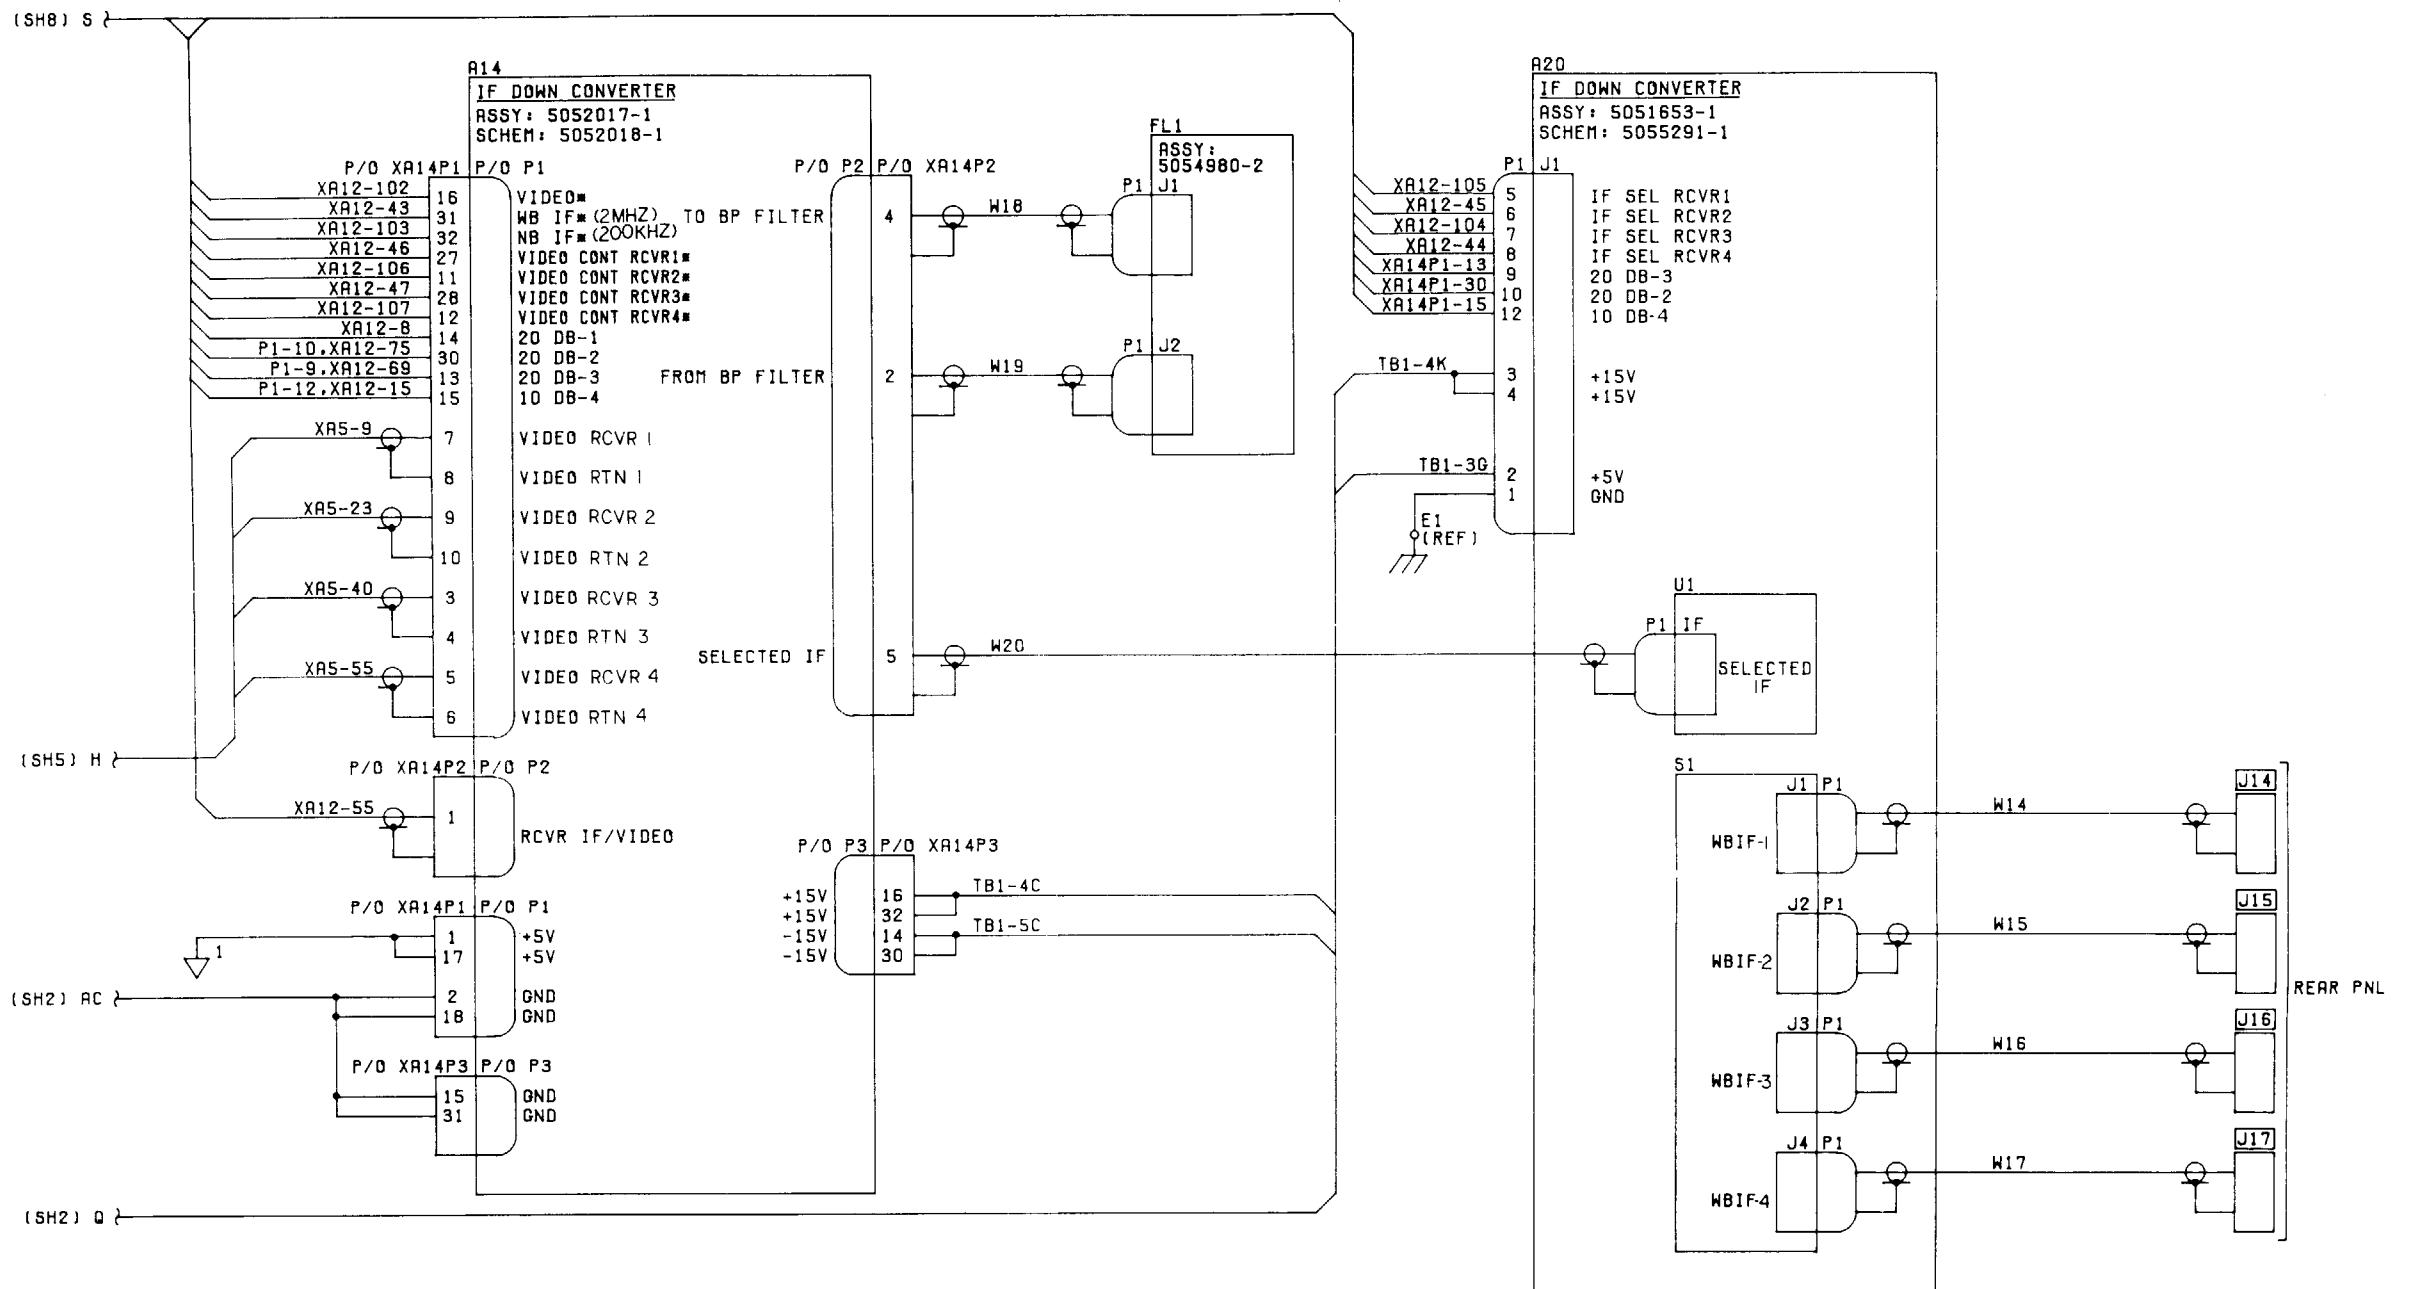 (SH8) S
A14
IF DOWN CONVERTER
ASSY: 5052017-1
SCHEM: 5052018-1
P/O XA14P1 P/O P1
XA12-102 16 VIDEO*
XA12-43 31 WB IF* (2MHZ)
XA12-103 32 NB IF* (200KHZ)
XA12-46 27 VIDEO CONT RCVR1*
XA12-106 11 VIDEO CONT RCVR2*
XA12-47 28 VIDEO CONT RCVR3*
XA12-107 12 VIDEO CONT RCVR4*
XA12-8 14 20 DB-1
P1-10,XA12-75 30 20 DB-2
P1-9,XA12-69 13 20 DB-3
P1-12,XA12-15 15 10 DB-4
XA5-9 7 VIDEO RCVR 1
8 VIDEO RTN 1
XA5-23 9 VIDEO RCVR 2
10 VIDEO RTN 2
XA5-40 3 VIDEO RCVR 3
4 VIDEO RTN 3
XA5-55 5 VIDEO RCVR 4
6 VIDEO RTN 4
(SH5) H
P/O XA14P2 P/O P2
XA12-55 1
RCVR IF/VIDEO
P/O XA14P1 P/O P1
1 +5V
1
17 +5V
(SH2) AC
2 GND
18 GND
P/O XA14P3 P/O P3
15 GND
31 GND
(SH2) Q
P/O P2 P/O XA14P2
TO BP FILTER 4 W18
FROM BP FILTER 2 W19
SELECTED IF 5 W20
P/O P3 P/O XA14P3
+15V 16 TB1-4C
+15V 32
-15V 14 TB1-5C
-15V 30
FL1
ASSY:
5054980-2
P1 J1
P1 J2
A20
IF DOWN CONVERTER
ASSY: 5051653-1
SCHEM: 5055291-1
P1 J1
XA12-105 5 IF SEL RCVR1
XA12-45 6 IF SEL RCVR2
XA12-104 7 IF SEL RCVR3
XA12-44 8 IF SEL RCVR4
XA14P1-13 9 20 DB-3
XA14P1-30 10 20 DB-2
XA14P1-15 12 10 DB-4
TB1-4K 3 +15V
4 +15V
TB1-3G 2 +5V
1 GND
E1
(REF)
U1
P1 IF
SELECTED
IF
S1
J1 P1
WBIF-1
W14
J14
J2 P1
WBIF-2
W15
J15
J3 P1
WBIF-3
W16
J16
J4 P1
WBIF-4
W17
J17
REAR PNL